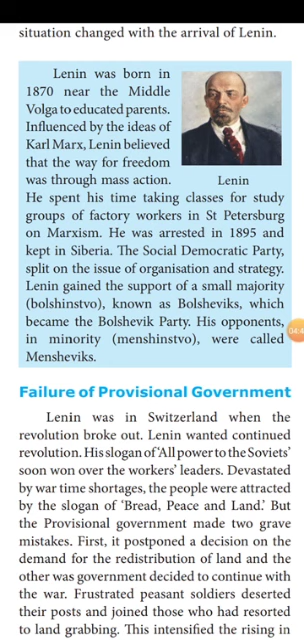 situation changed with the arrival of Lenin.
Lenin was born in
1870 near the Middle
Volga to educated parents.
Influenced by the ideas of
Karl Marx, Lenin believed
that the way for freedom
was through mass action.
Lenin
He spent his time taking classes for study
groups of factory workers in St Petersburg
on Marxism. He was arrested in 1895 and
kept in Siberia. The Social Democratic Party,
split on the issue of organisation and strategy.
Lenin gained the support of a small majority
(bolshinstvo), known as Bolsheviks, which
became the Bolshevik Party. His opponents,
in minority (menshinstvo), were called
Mensheviks.
Failure of Provisional Government
Lenin was in Switzerland when the
revolution broke out. Lenin wanted continued
revolution. His slogan of ‘All power to the Soviets’
soon won over the workers’ leaders. Devastated
by war time shortages, the people were attracted
by the slogan of ‘Bread, Peace and Land.’ But
the Provisional government made two grave
mistakes. First, it postponed a decision on the
demand for the redistribution of land and the
other was government decided to continue with
the war. Frustrated peasant soldiers deserted
their posts and joined those who had resorted
to land grabbing. This intensified the rising in